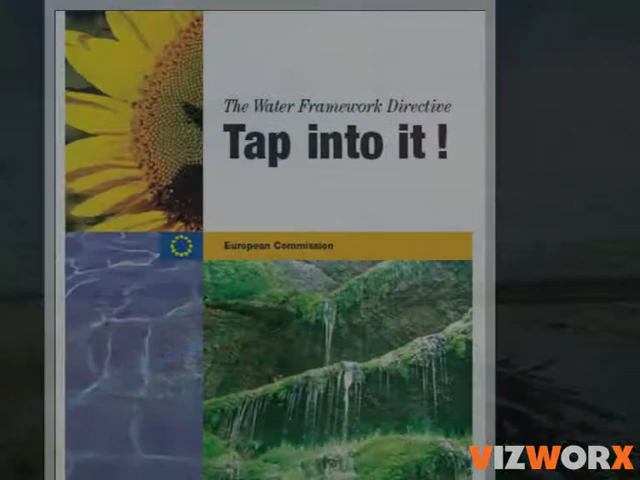 The Water Framework Directive
Tap into it !
European Commission
VIZWORX